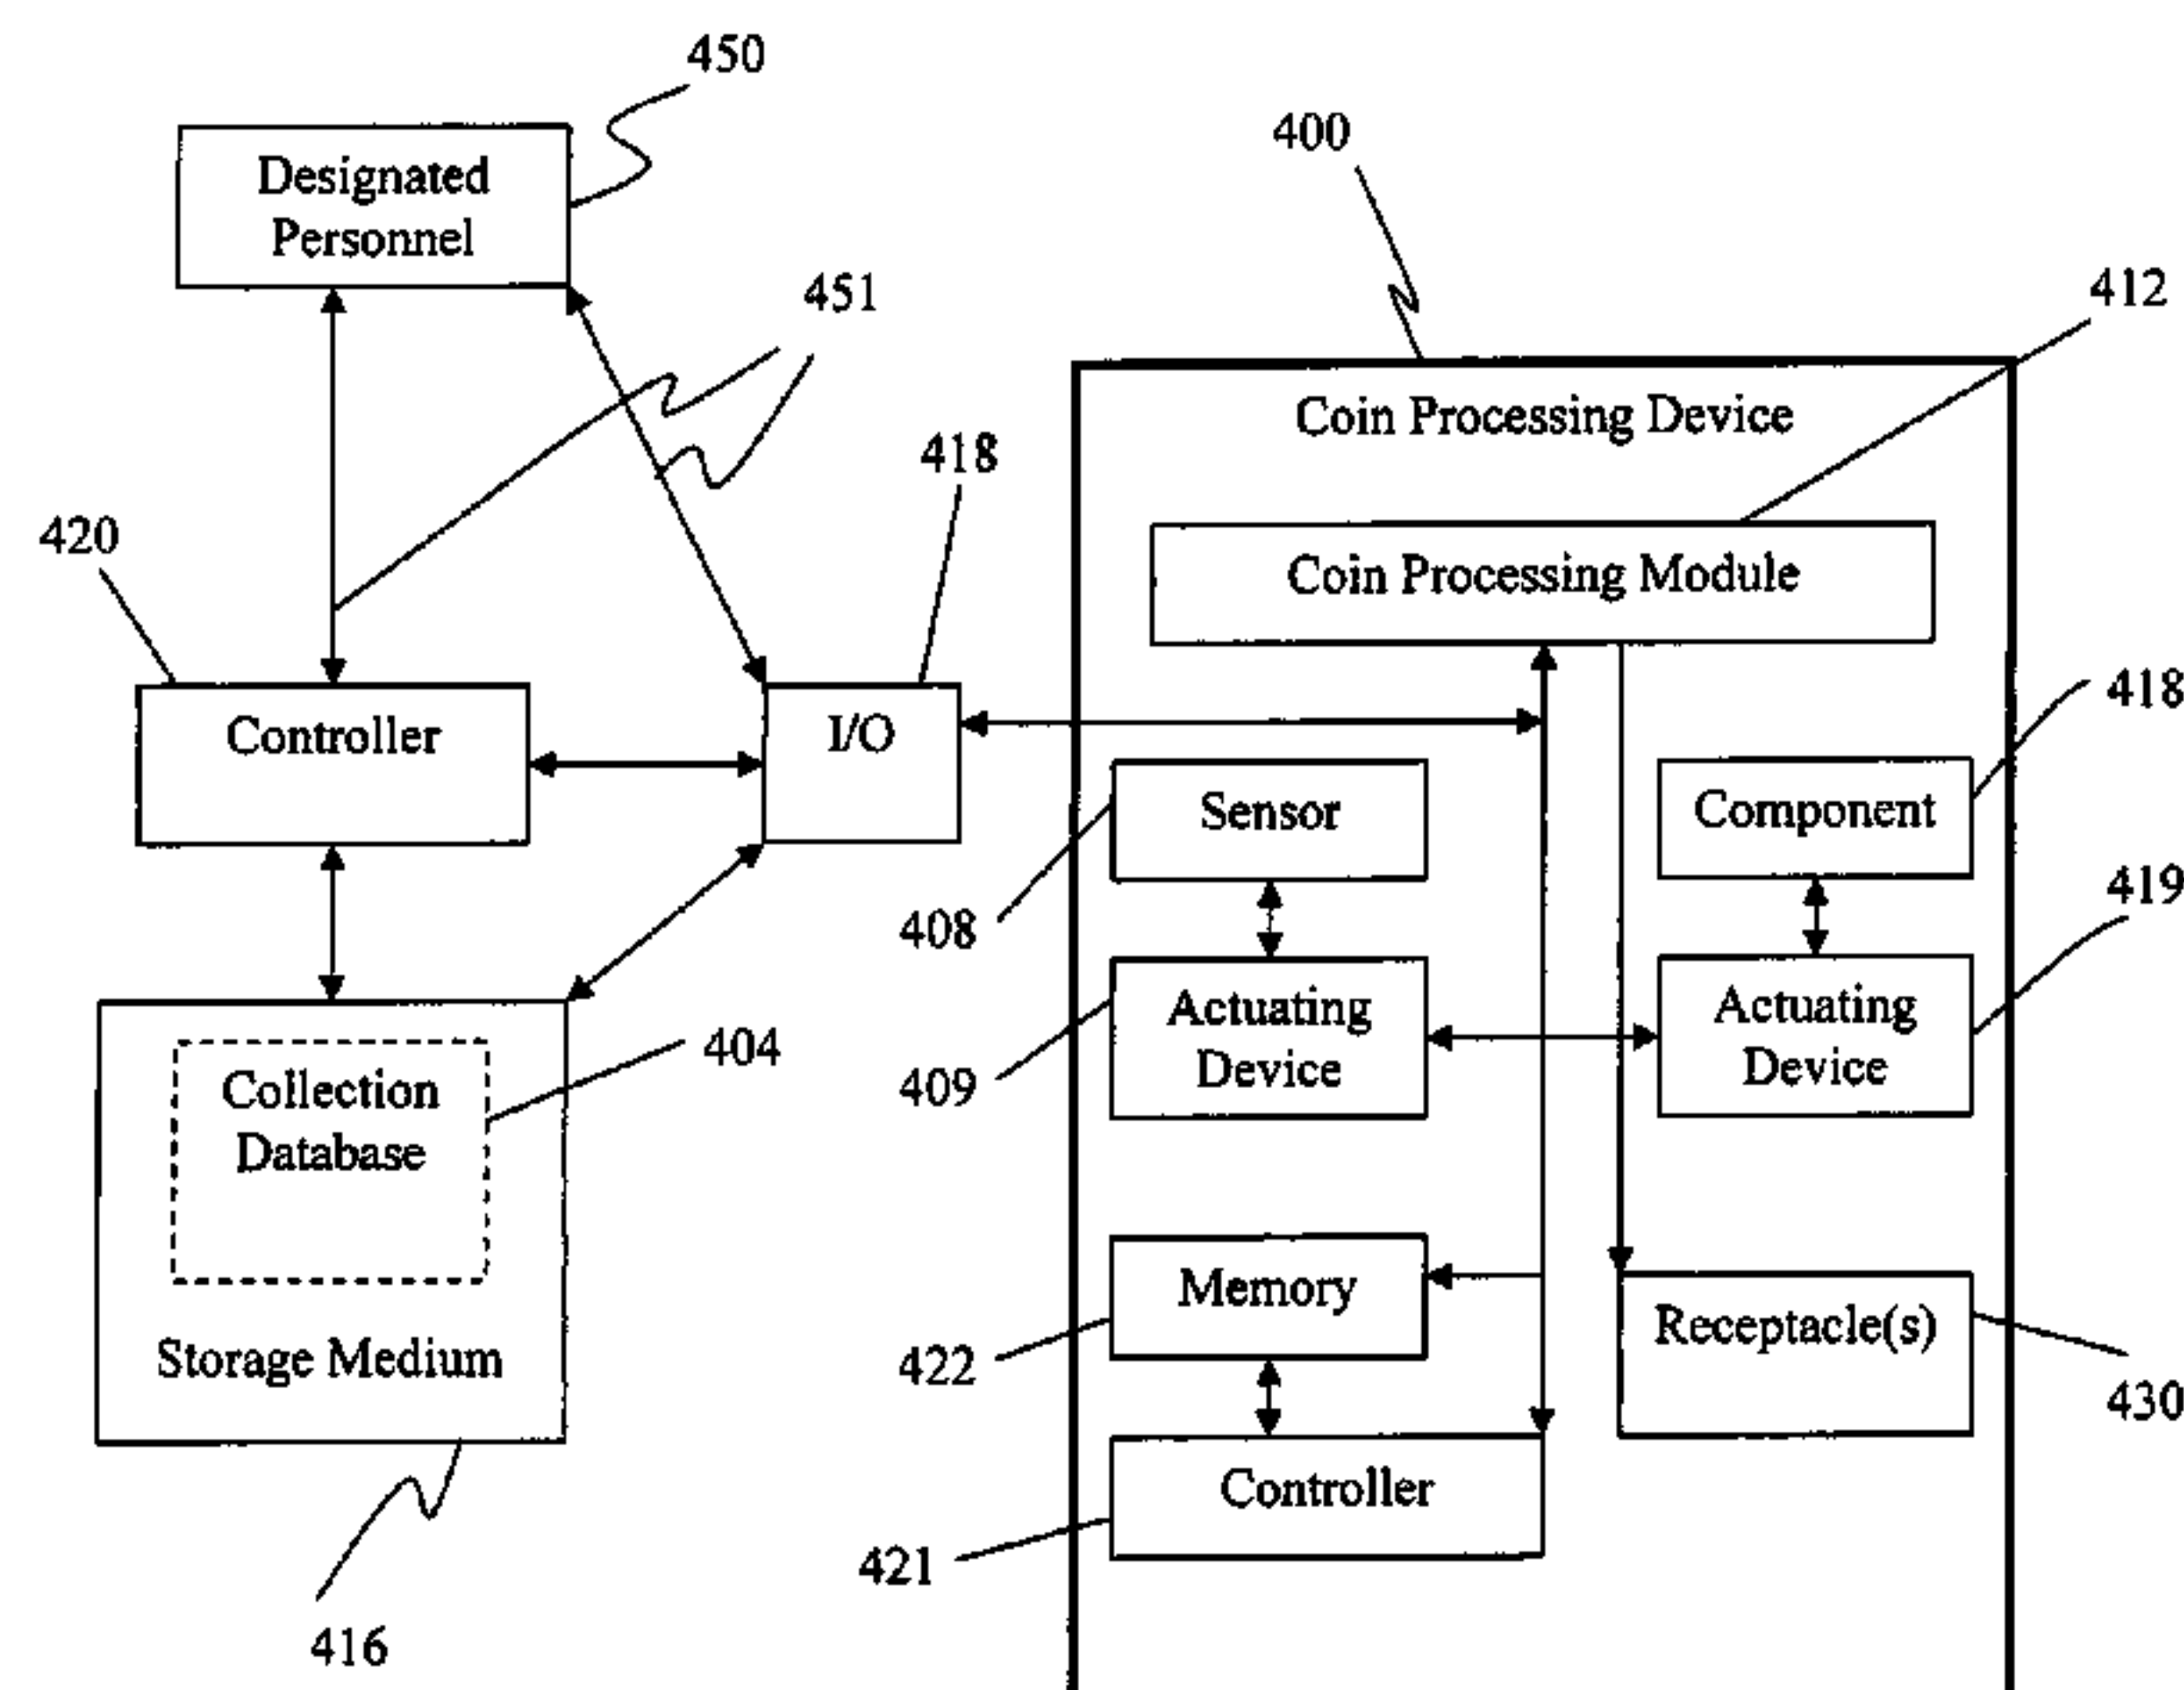 450
Designated
Personnel
400
451
412
Coin Processing Device
418
420
Coin Processing Module
Controller
I/O
418
Sensor
Component
408
419
Actuating
Device
Actuating
Device
409
404
Collection
Database
Storage Medium
Memory
Receptacle(s)
422
430
Controller
421
416